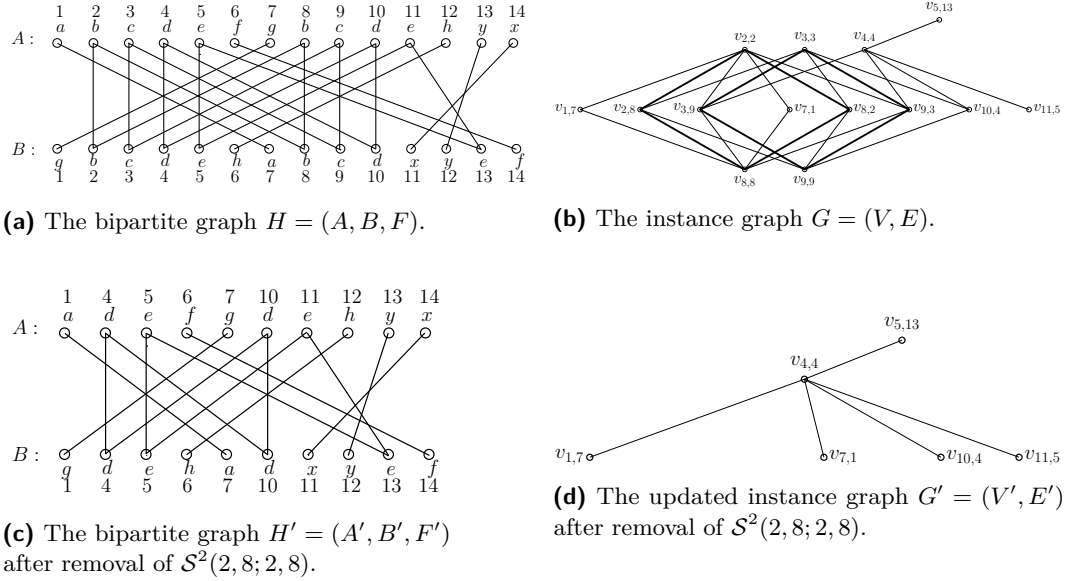 1 2 3 4 5 6 7 8 9 10 11 12 13 14
A : a b c d e f g b c d e h y x
B : g b c d e h a b c d x y e f
1 2 3 4 5 6 7 8 9 10 11 12 13 14
(a) The bipartite graph H = (A, B, F).
v5,13
v2,2 v3,3 v4,4
v1,7 v2,8 v3,9 v7,1 v8,2 v9,3 v10,4 v11,5
v8,8 v9,9
(b) The instance graph G = (V, E).
1 4 5 6 7 10 11 12 13 14
A : a d e f g d e h y x
B : g d e h a d x y e f
1 4 5 6 7 10 11 12 13 14
(c) The bipartite graph H′ = (A′, B′, F′)
after removal of S²(2, 8; 2, 8).
v5,13
v4,4
v1,7 v7,1 v10,4 v11,5
(d) The updated instance graph G′ = (V′, E′)
after removal of S²(2, 8; 2, 8).